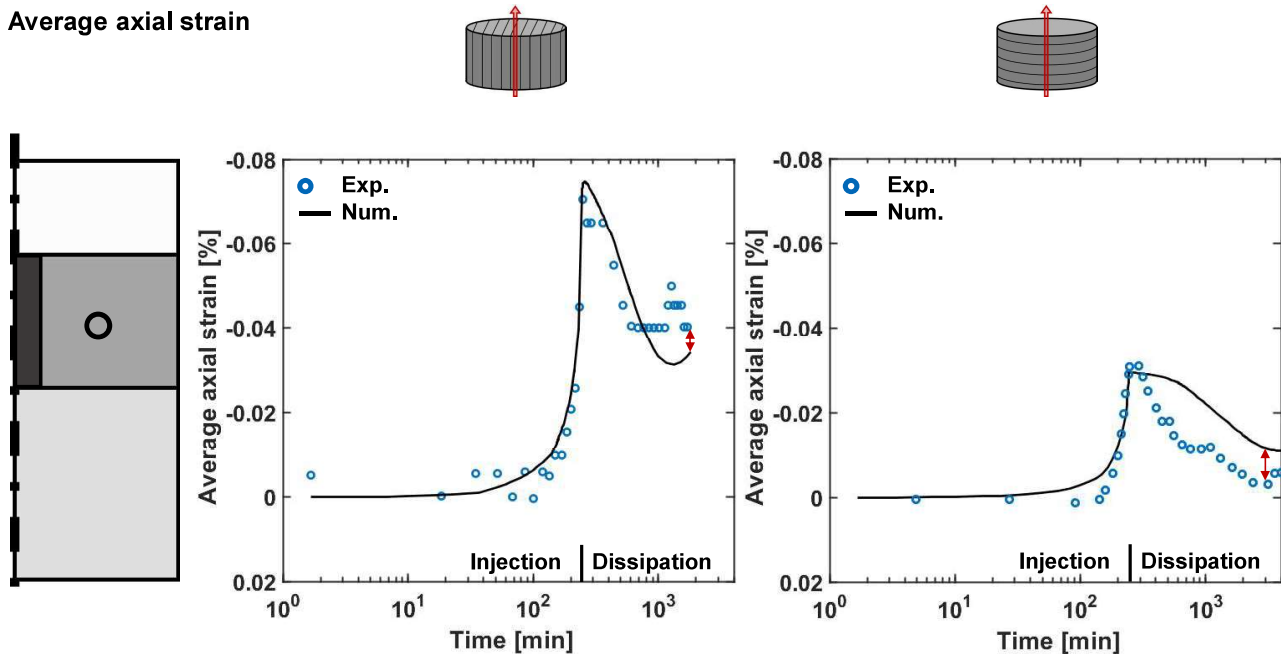 Average axial strain
-0.08
-0.06
-0.04
-0.02
0
0.02
Average axial strain [%]
Exp.
Num.
Injection
Dissipation
10^0
10^1
10^2
10^3
Time [min]
-0.08
-0.06
-0.04
-0.02
0
0.02
Average axial strain [%]
Exp.
Num.
Injection
Dissipation
10^0
10^1
10^2
10^3
Time [min]